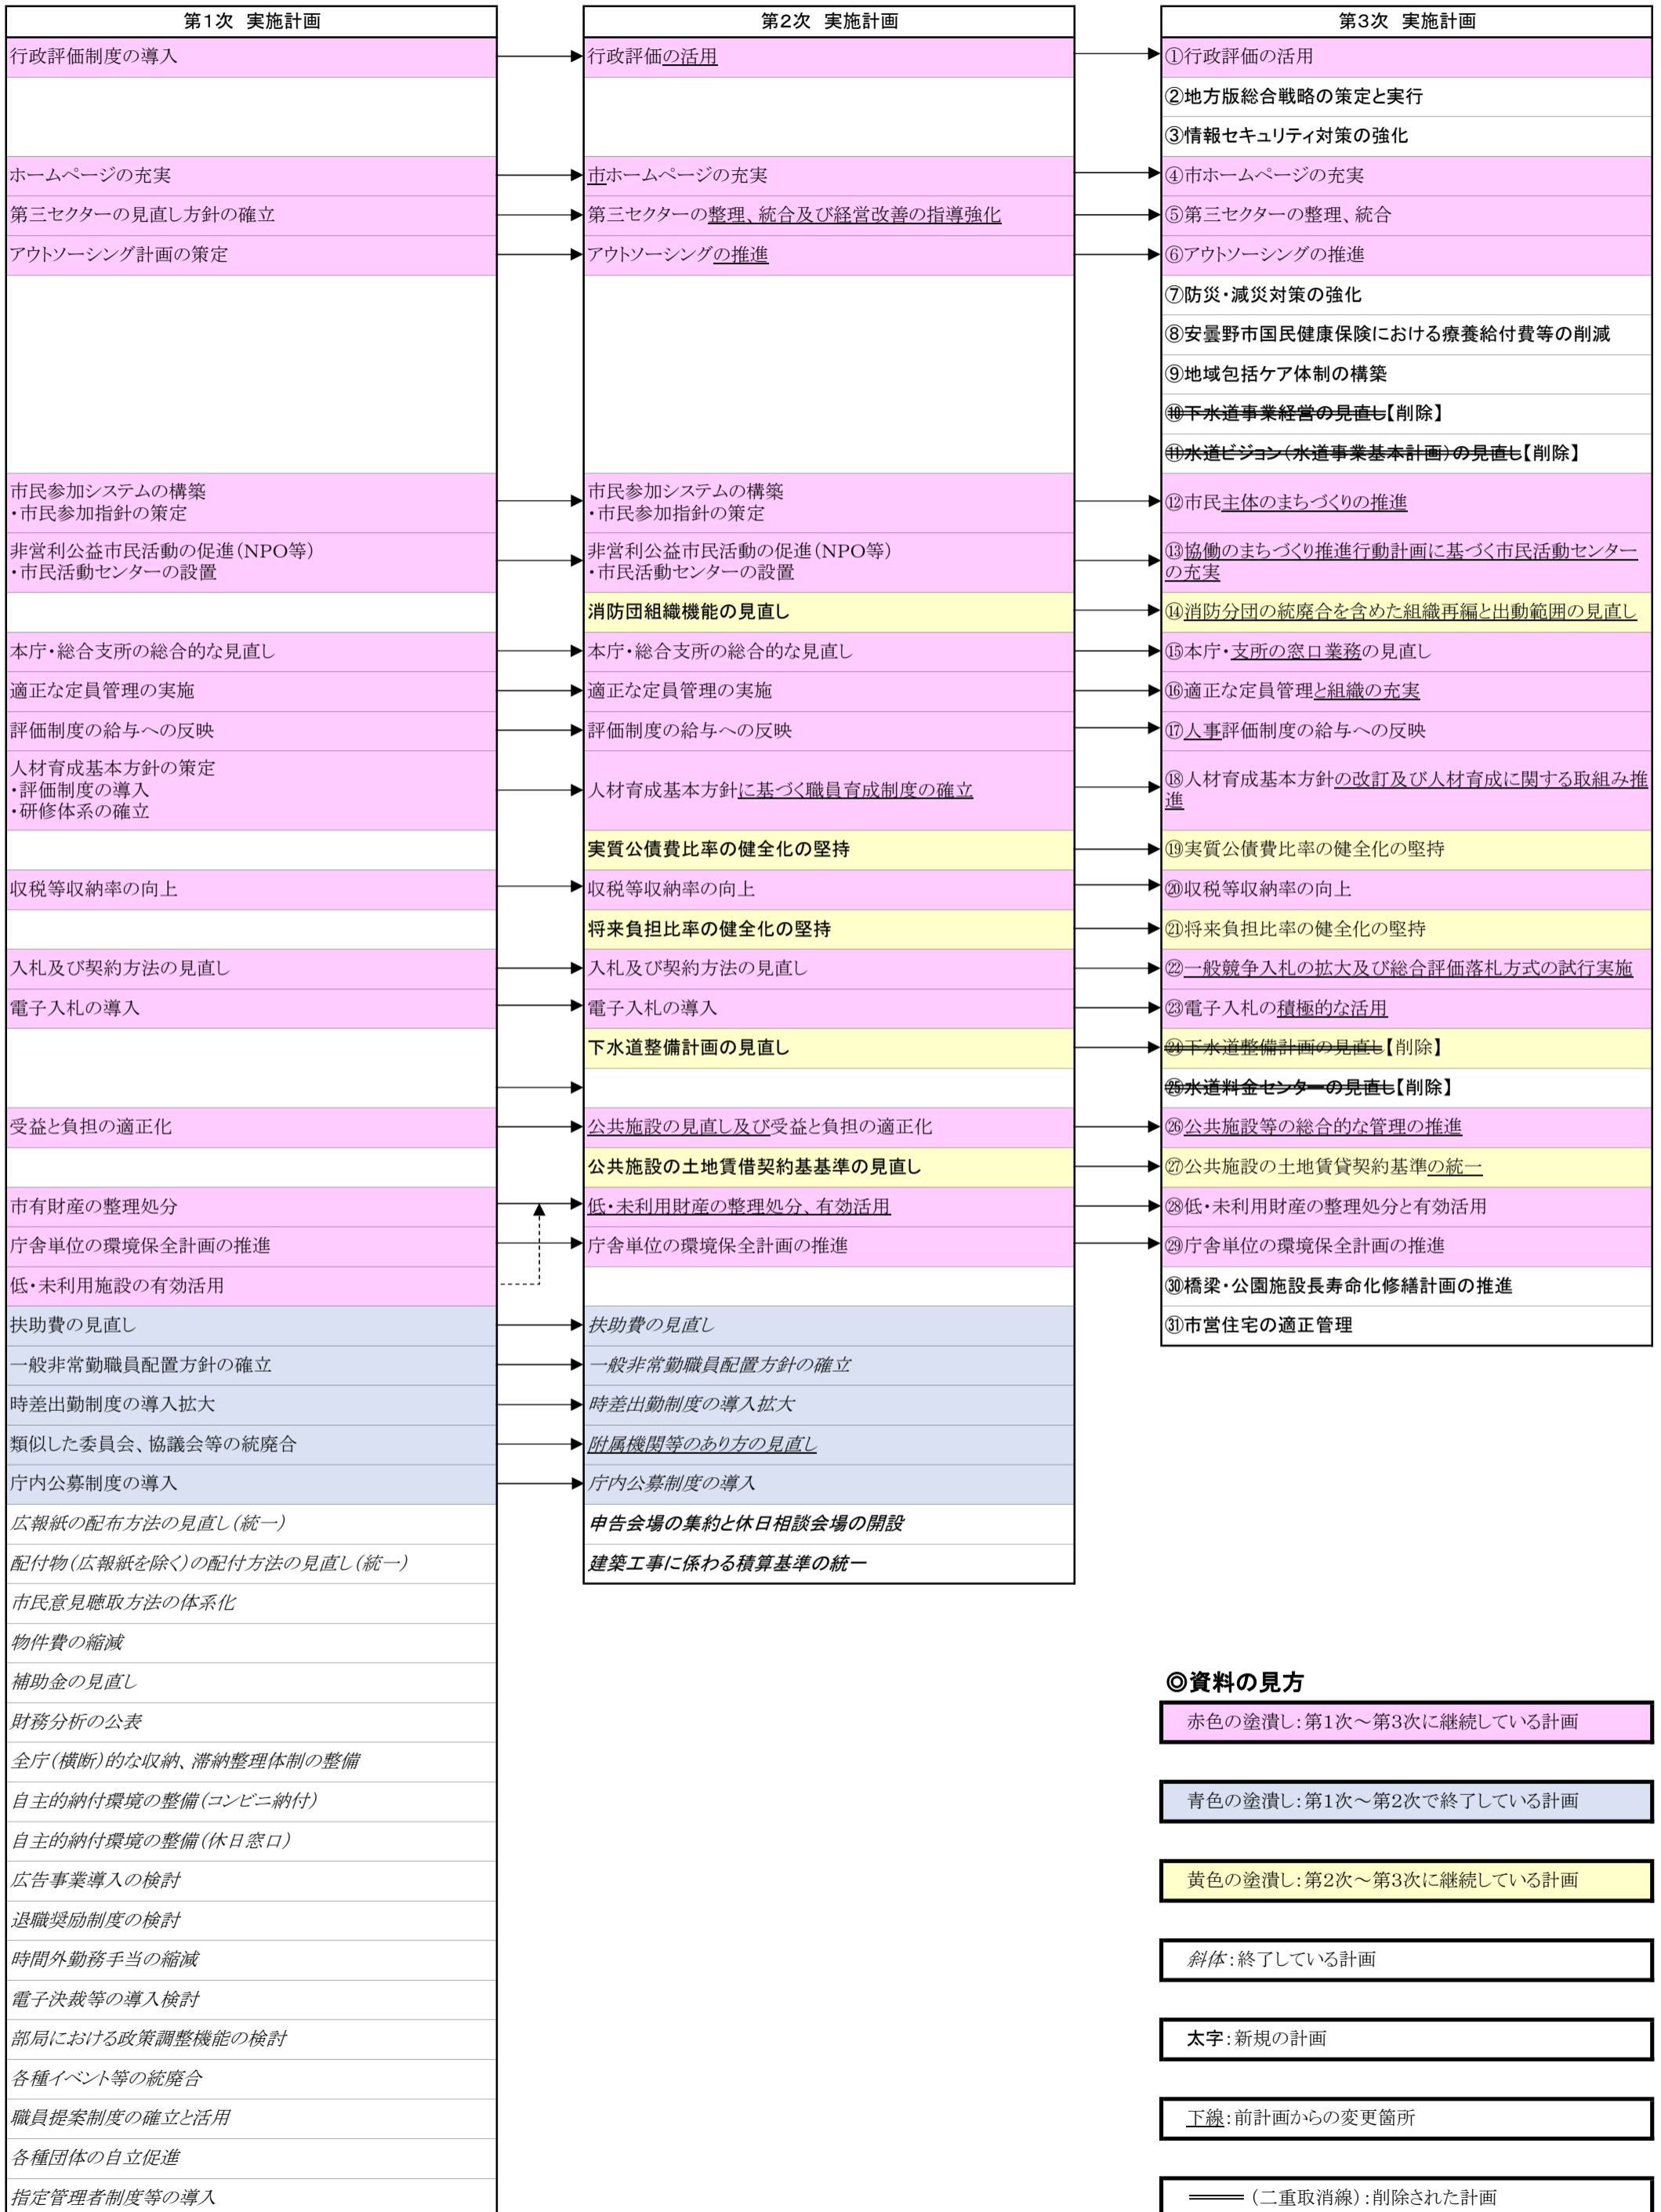 第１次　実施計画
行政評価制度の導入
ホームページの充実
第三セクターの見直し方針の確立
アウトソーシング計画の策定
市民参加システムの構築
・市民参加指針の策定
非営利公益市民活動の促進（NPO等）
・市民活動センターの設置
本庁・総合支所の総合的な見直し
適正な定員管理の実施
評価制度の給与への反映
人材育成基本方針の策定
・評価制度の導入
・研修体系の確立
収税等収納率の向上
入札及び契約方法の見直し
電子入札の導入
受益と負担の適正化
市有財産の整理処分
庁舎単位の環境保全計画の推進
低・未利用施設の有効活用
扶助費の見直し
一般非常勤職員配置方針の確立
時差出勤制度の導入拡大
類似した委員会、協議会等の統廃合
庁内公募制度の導入
広報紙の配布方法の見直し（統一）
配付物（広報紙を除く）の配付方法の見直し（統一）
市民意見聴取方法の体系化
物件費の縮減
補助金の見直し
財務分析の公表
全庁（横断）的な収納、滞納整理体制の整備
自主的納付環境の整備（コンビニ納付）
自主的納付環境の整備（休日窓口）
広告事業導入の検討
退職奨励制度の検討
時間外勤務手当の縮減
電子決裁等の導入検討
部局における政策調整機能の検討
各種イベント等の統廃合
職員提案制度の確立と活用
各種団体の自立促進
指定管理者制度等の導入
第２次　実施計画
行政評価の活用
市ホームページの充実
第三セクターの整理、統合及び経営改善の指導強化
アウトソーシングの推進
市民参加システムの構築
・市民参加指針の策定
非営利公益市民活動の促進（NPO等）
・市民活動センターの設置
消防団組織機能の見直し
本庁・総合支所の総合的な見直し
適正な定員管理の実施
評価制度の給与への反映
人材育成基本方針に基づく職員育成制度の確立
実質公債費比率の健全化の堅持
収税等収納率の向上
将来負担比率の健全化の堅持
入札及び契約方法の見直し
電子入札の導入
下水道整備計画の見直し
公共施設の見直し及び受益と負担の適正化
公共施設の土地賃借契約基基準の見直し
低・未利用財産の整理処分、有効活用
庁舎単位の環境保全計画の推進
扶助費の見直し
一般非常勤職員配置方針の確立
時差出勤制度の導入拡大
附属機関等のあり方の見直し
庁内公募制度の導入
申告会場の集約と休日相談会場の開設
建築工事に係わる積算基準の統一
第３次　実施計画
①行政評価の活用
②地方版総合戦略の策定と実行
③情報セキュリティ対策の強化
④市ホームページの充実
⑤第三セクターの整理、統合
⑥アウトソーシングの推進
⑦防災・減災対策の強化
⑧安曇野市国民健康保険における療養給付費等の削減
⑨地域包括ケア体制の構築
⑩下水道事業経営の見直し【削除】
⑪水道ビジョン（水道事業基本計画）の見直し【削除】
⑫市民主体のまちづくりの推進
⑬協働のまちづくり推進行動計画に基づく市民活動センター
の充実
⑭消防分団の統廃合を含めた組織再編と出動範囲の見直し
⑮本庁・支所の窓口業務の見直し
⑯適正な定員管理と組織の充実
⑰人事評価制度の給与への反映
⑱人材育成基本方針の改訂及び人材育成に関する取組み推
進
⑲実質公債費比率の健全化の堅持
⑳収税等収納率の向上
㉑将来負担比率の健全化の堅持
㉒一般競争入札の拡大及び総合評価落札方式の試行実施
㉓電子入札の積極的な活用
㉔下水道整備計画の見直し【削除】
㉕水道料金センターの見直し【削除】
㉖公共施設等の総合的な管理の推進
㉗公共施設の土地賃貸契約基準の統一
㉘低・未利用財産の整理処分と有効活用
㉙庁舎単位の環境保全計画の推進
㉚橋梁・公園施設長寿命化修繕計画の推進
㉛市営住宅の適正管理
◎資料の見方
赤色の塗潰し：第１次～第３次に継続している計画
青色の塗潰し：第１次～第２次で終了している計画
黄色の塗潰し：第２次～第３次に継続している計画
斜体：終了している計画
太字：新規の計画
下線：前計画からの変更箇所
（二重取消線）：削除された計画